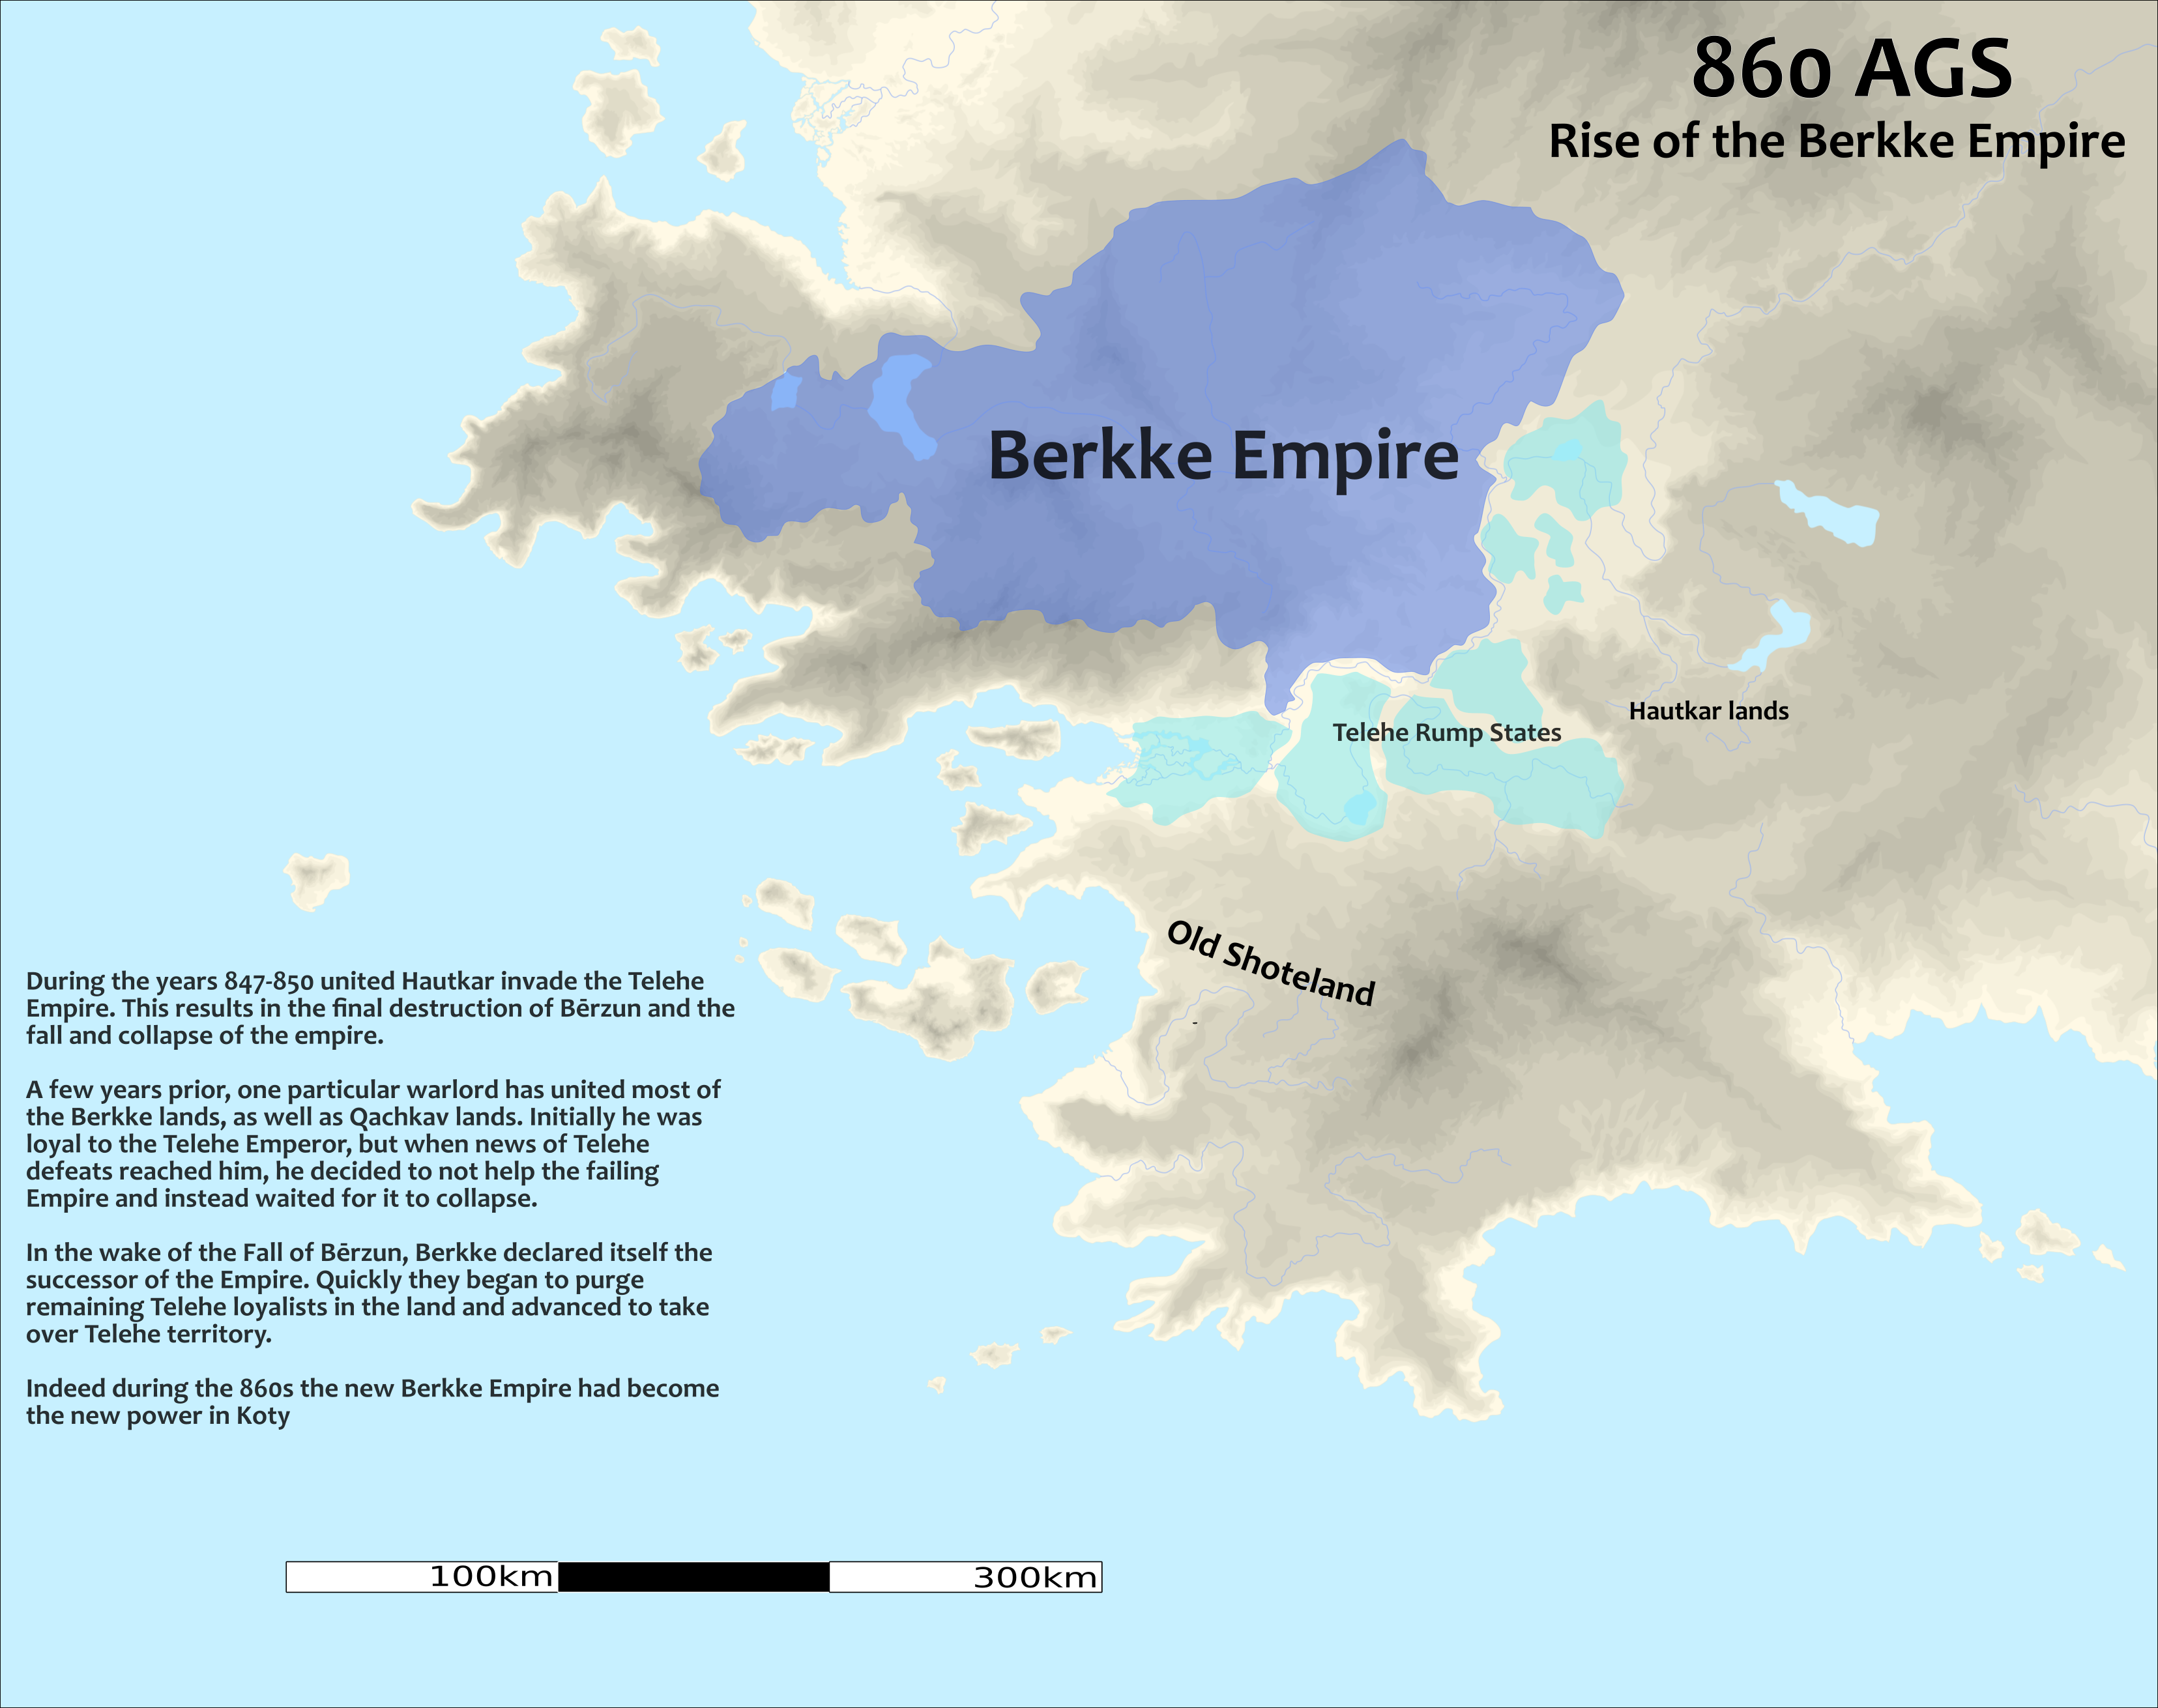 860 AGS
Rise of the Berkke Empire
Berkke Empire
Hautkar lands
Telehe Rump States
Old Shoteland
-
During the years 847-850 united Hautkar invade the Telehe
Empire. This results in the final destruction of Bērzun and the
fall and collapse of the empire.
A few years prior, one particular warlord has united most of
the Berkke lands, as well as Qachkav lands. Initially he was
loyal to the Telehe Emperor, but when news of Telehe
defeats reached him, he decided to not help the failing
Empire and instead waited for it to collapse.
In the wake of the Fall of Bērzun, Berkke declared itself the
successor of the Empire. Quickly they began to purge
remaining Telehe loyalists in the land and advanced to take
over Telehe territory.
Indeed during the 860s the new Berkke Empire had become
the new power in Koty
100km 300km